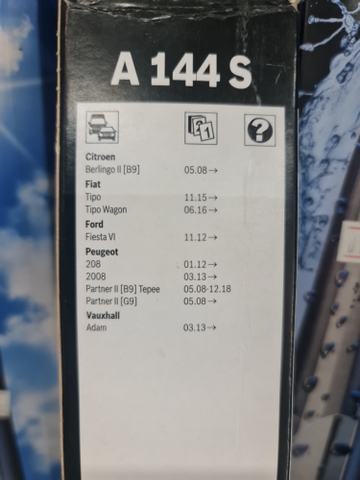 A 144 S
Citroen
Berlingo II [B9] 05.08→
Fiat
Tipo 11.15→
Tipo Wagon 06.16→
Ford
Fiesta VI 11.12→
Peugeot
208 01.12→
2008 03.13→
Partner II [B9] Tepee 05.08-12.18
Partner II [G9] 05.08→
Vauxhall
Adam 03.13→